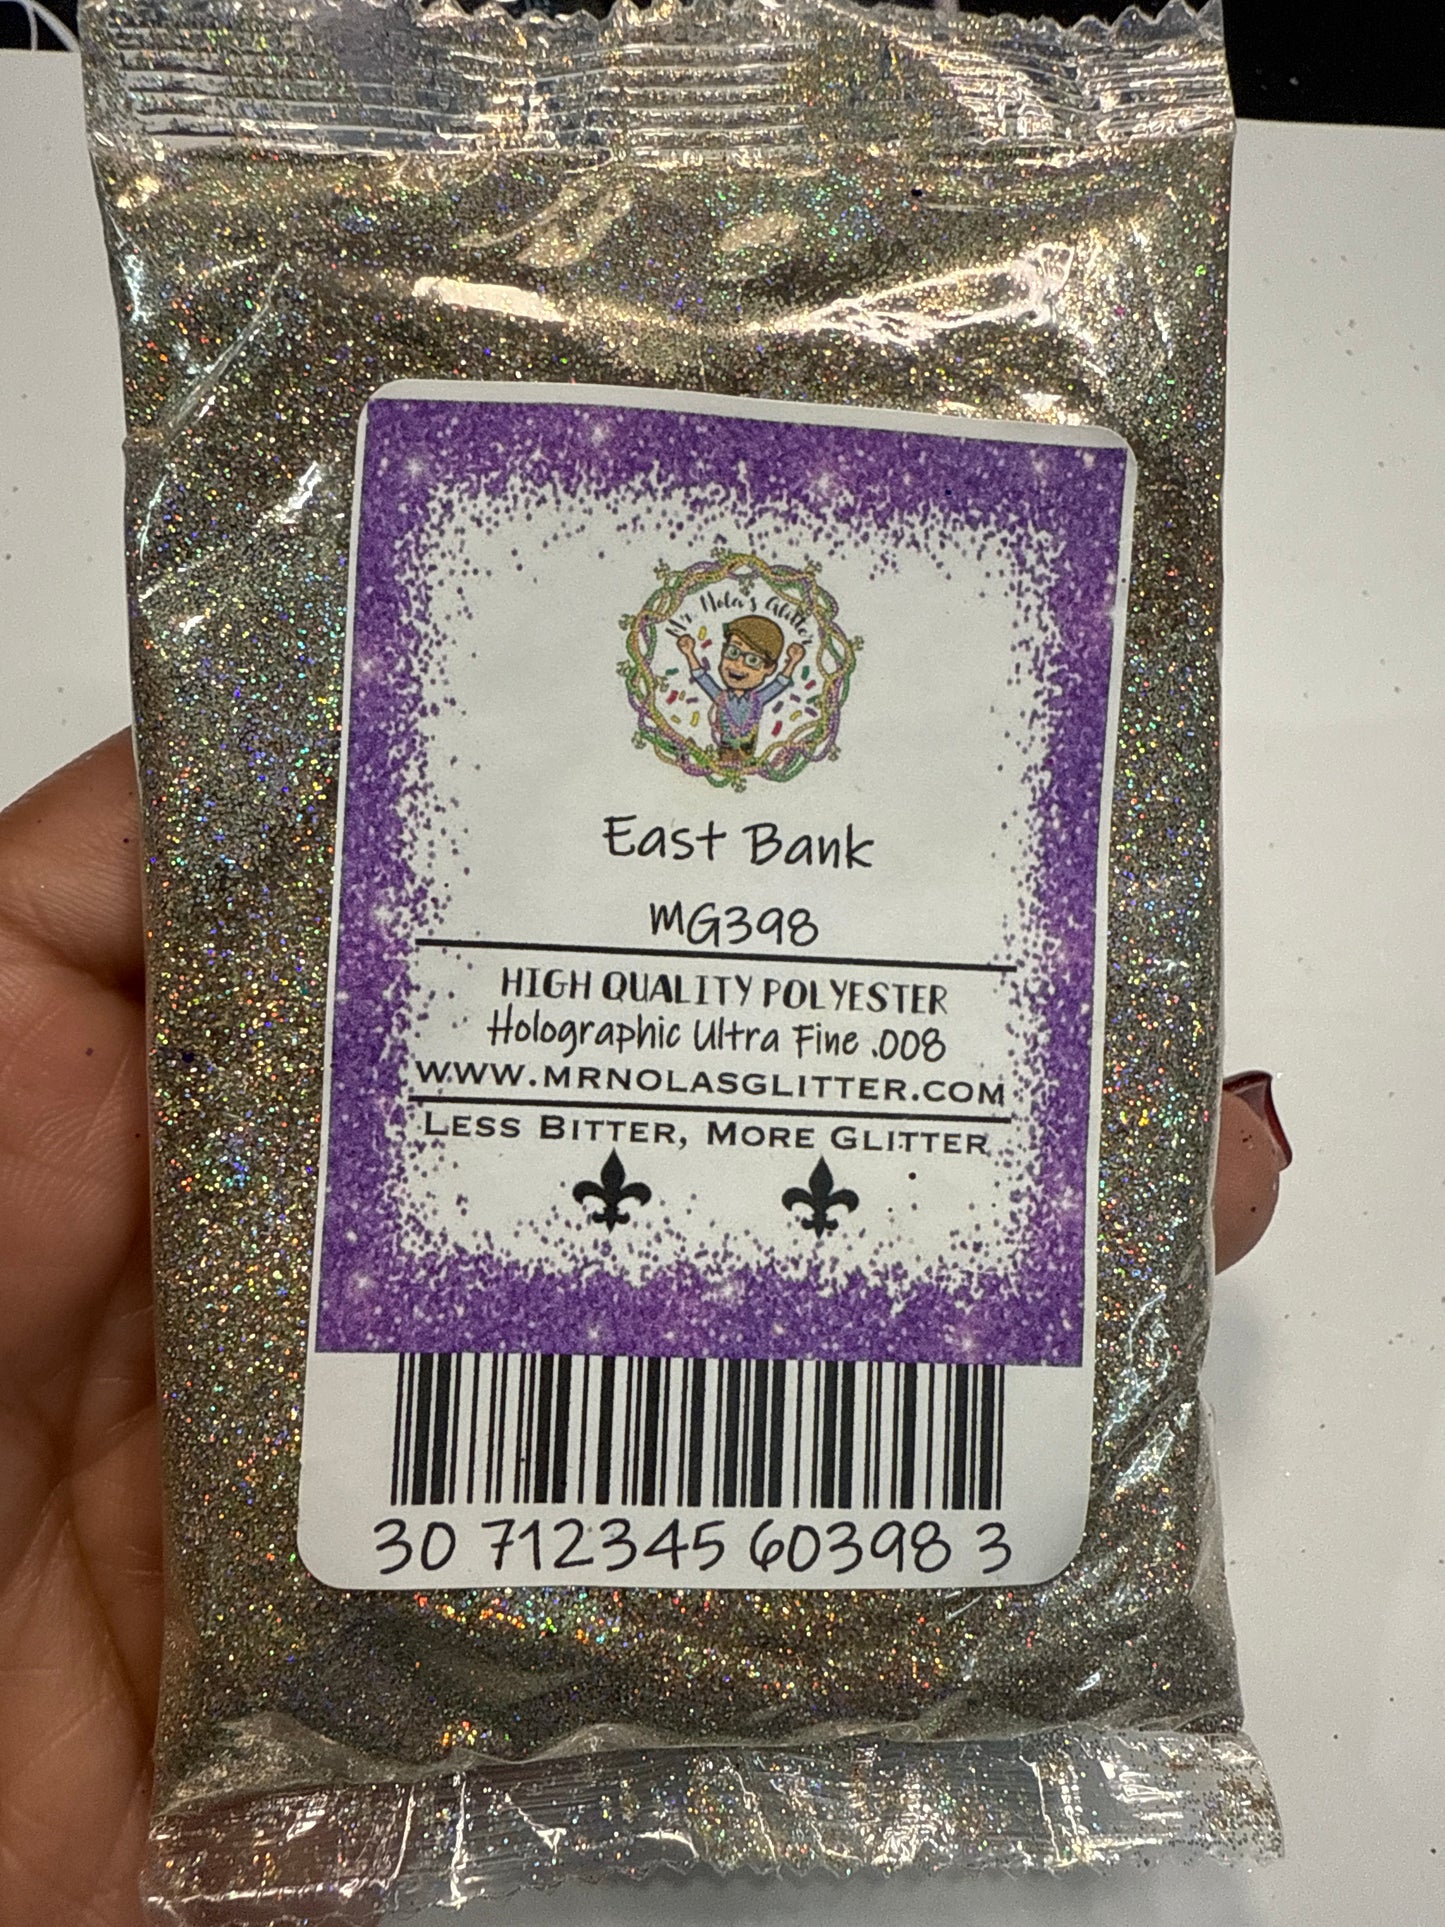 Mr. Nola's Glitter
East Bank
MG398
HIGH QUALITY POLYESTER
Holographic Ultra Fine .008
WWW.MRNOLASGLITTER.COM
LESS BITTER, MORE GLITTER
30 712345 60398 3